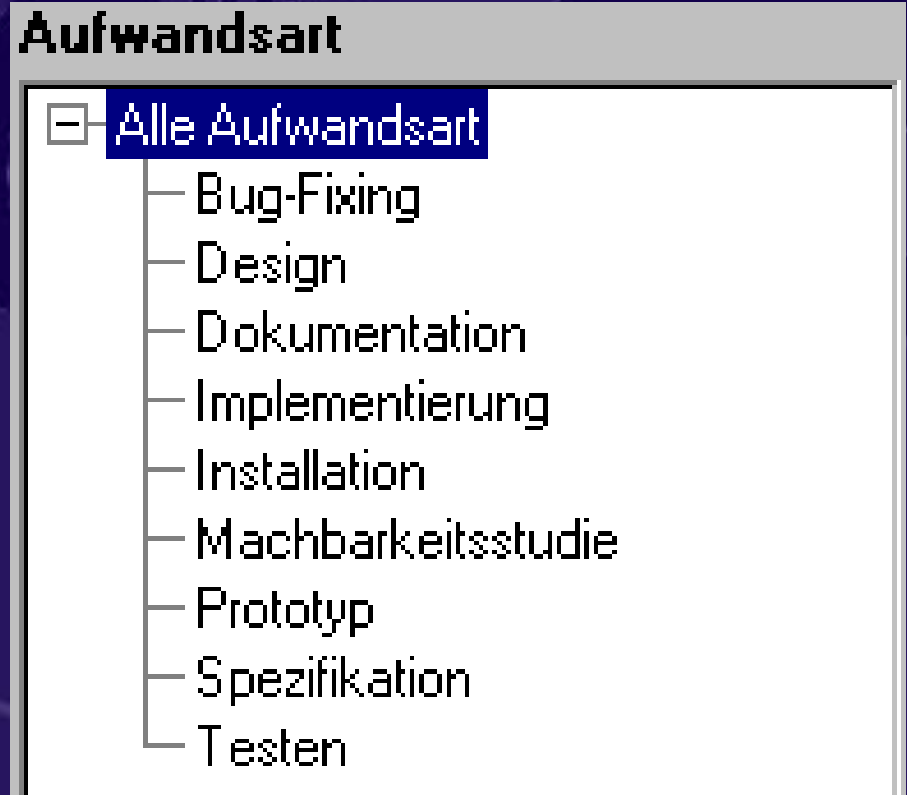 Aufwandsart
Alle Aufwandsart
Bug-Fixing
Design
Dokumentation
Implementierung
Installation
Machbarkeitsstudie
Prototyp
Spezifikation
Testen